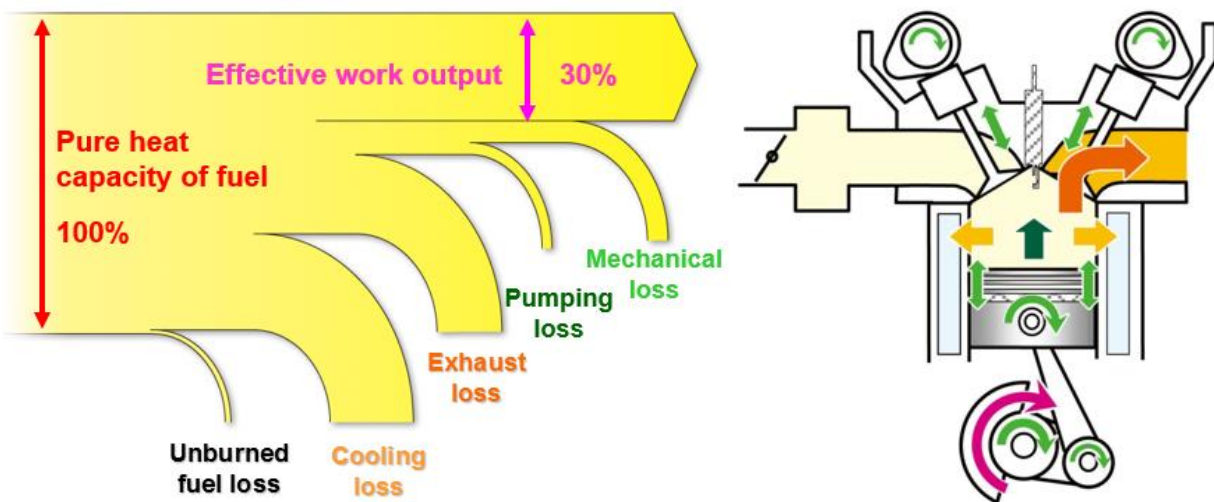 Effective work output 30%
Pure heat
capacity of fuel
100%
Mechanical
loss
Pumping
loss
Exhaust
loss
Unburned
fuel loss
Cooling
loss